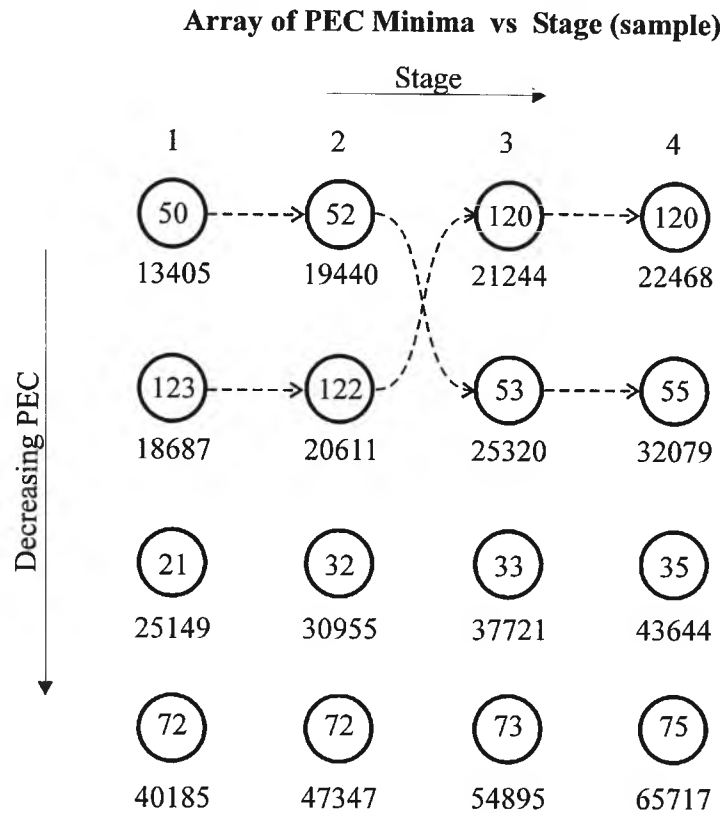 Array of PEC Minima vs Stage (sample)
Stage
1 2 3 4
50 52 120 120
13405 19440 21244 22468
123 122 53 55
18687 20611 25320 32079
21 32 33 35
25149 30955 37721 43644
72 72 73 75
40185 47347 54895 65717
Decreasing PEC